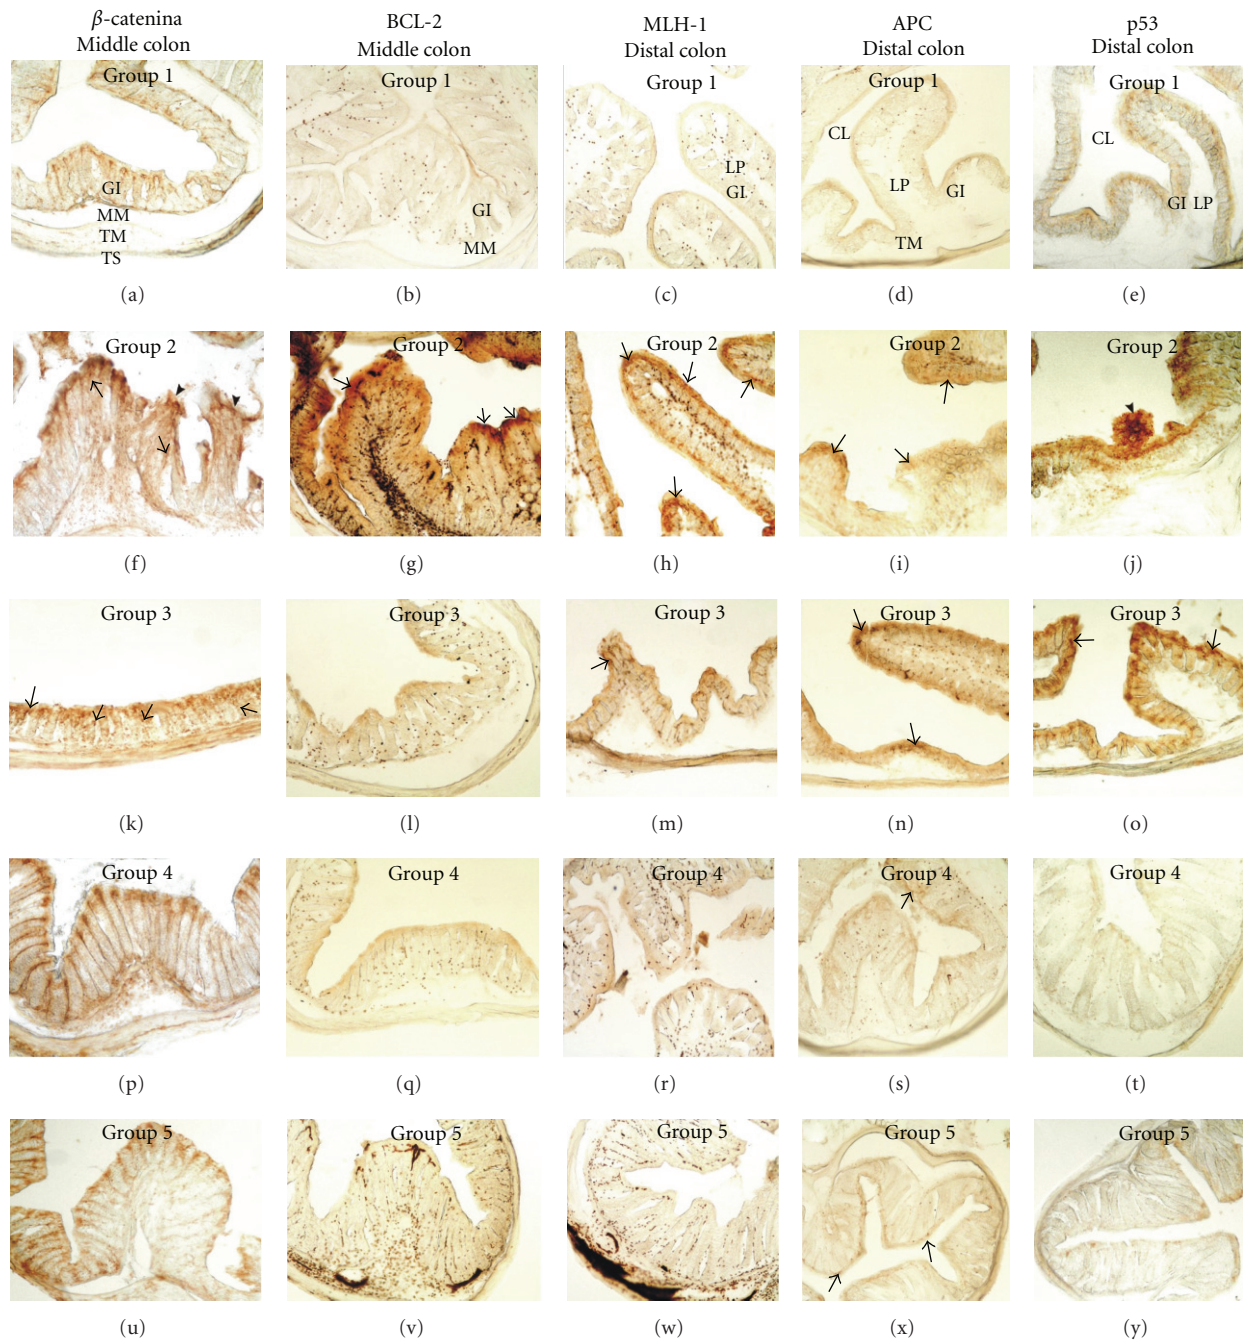 β-catenina
Middle colon
BCL-2
Middle colon
MLH-1
Distal colon
APC
Distal colon
p53
Distal colon
Group 1
GI
MM
TM
TS
(a)
Group 1
GI
MM
(b)
Group 1
LP
GI
(c)
Group 1
CL
LP
GI
TM
(d)
Group 1
CL
GI LP
(e)
Group 2
(f)
Group 2
(g)
Group 2
(h)
Group 2
(i)
Group 2
(j)
Group 3
(k)
Group 3
(l)
Group 3
(m)
Group 3
(n)
Group 3
(o)
Group 4
(p)
Group 4
(q)
Group 4
(r)
Group 4
(s)
Group 4
(t)
Group 5
(u)
Group 5
(v)
Group 5
(w)
Group 5
(x)
Group 5
(y)